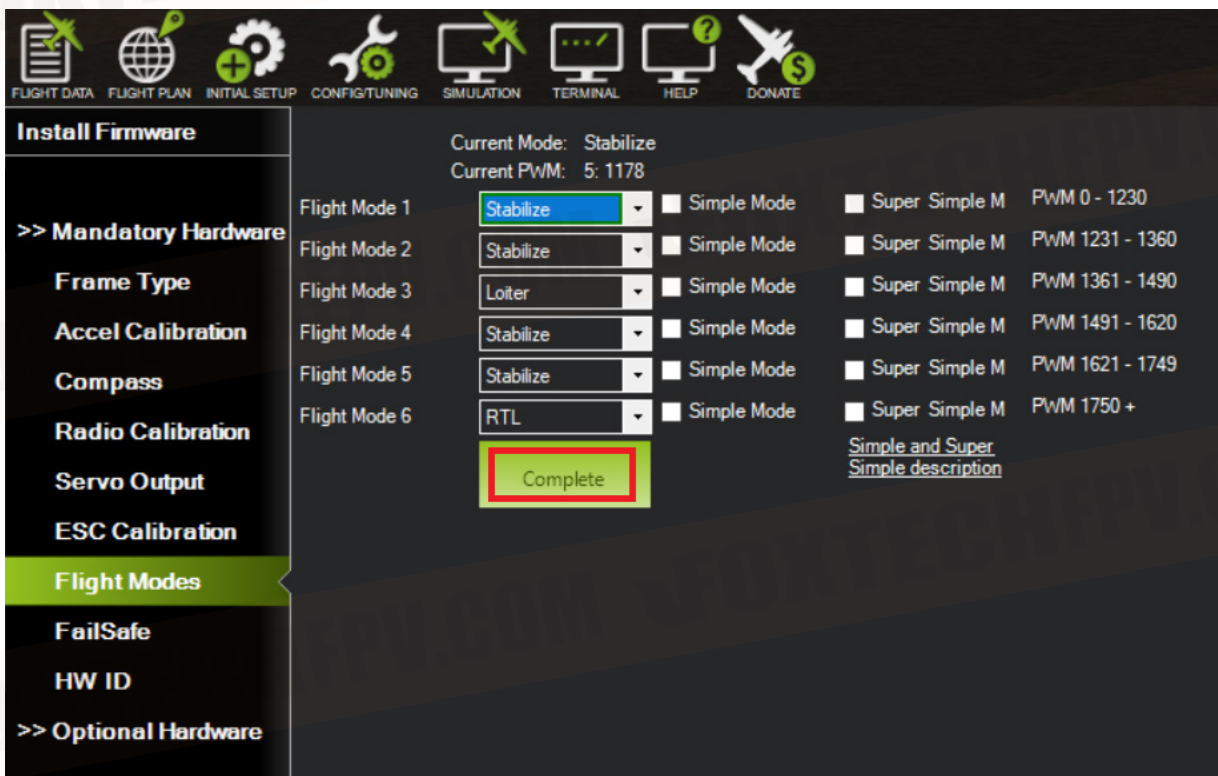 FLIGHT DATA FLIGHT PLAN INITIAL SETUP CONFIG/TUNING SIMULATION TERMINAL HELP DONATE
Install Firmware
>> Mandatory Hardware
Frame Type
Accel Calibration
Compass
Radio Calibration
Servo Output
ESC Calibration
Flight Modes
FailSafe
HW ID
>> Optional Hardware
Current Mode: Stabilize
Current PWM: 5: 1178
Flight Mode 1 Stabilize Simple Mode Super Simple M PWM 0 - 1230
Flight Mode 2 Stabilize Simple Mode Super Simple M PWM 1231 - 1360
Flight Mode 3 Loiter Simple Mode Super Simple M PWM 1361 - 1490
Flight Mode 4 Stabilize Simple Mode Super Simple M PWM 1491 - 1620
Flight Mode 5 Stabilize Simple Mode Super Simple M PWM 1621 - 1749
Flight Mode 6 RTL Simple Mode Super Simple M PWM 1750 +
Simple and Super
Simple description
Complete
FOXTECHFPV.COM